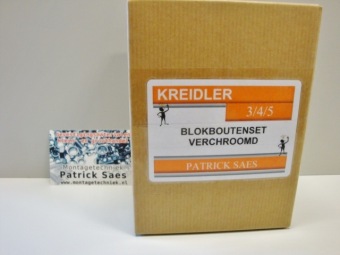 KREIDLER
3/4/5
BLOKBOUTENSET
VERCHROOMD
PATRICK SAES
Montagetechniek
Patrick Saes
www.montagetechniek.nl